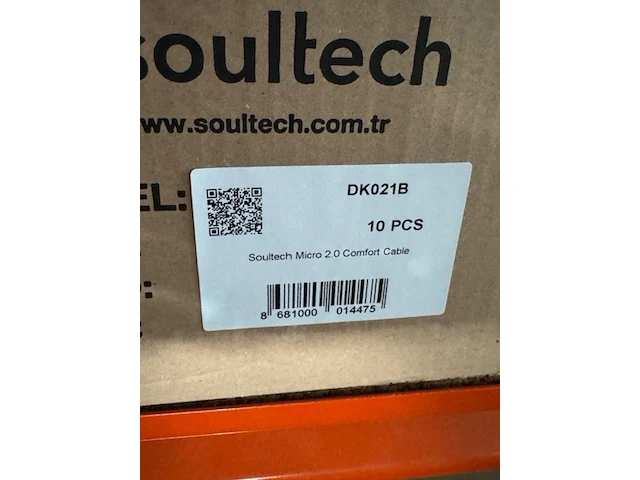 soultech
www.soultech.com.tr
EL:
DK021B
10 PCS
Soultech Micro 2.0 Comfort Cable
8 681000 014475